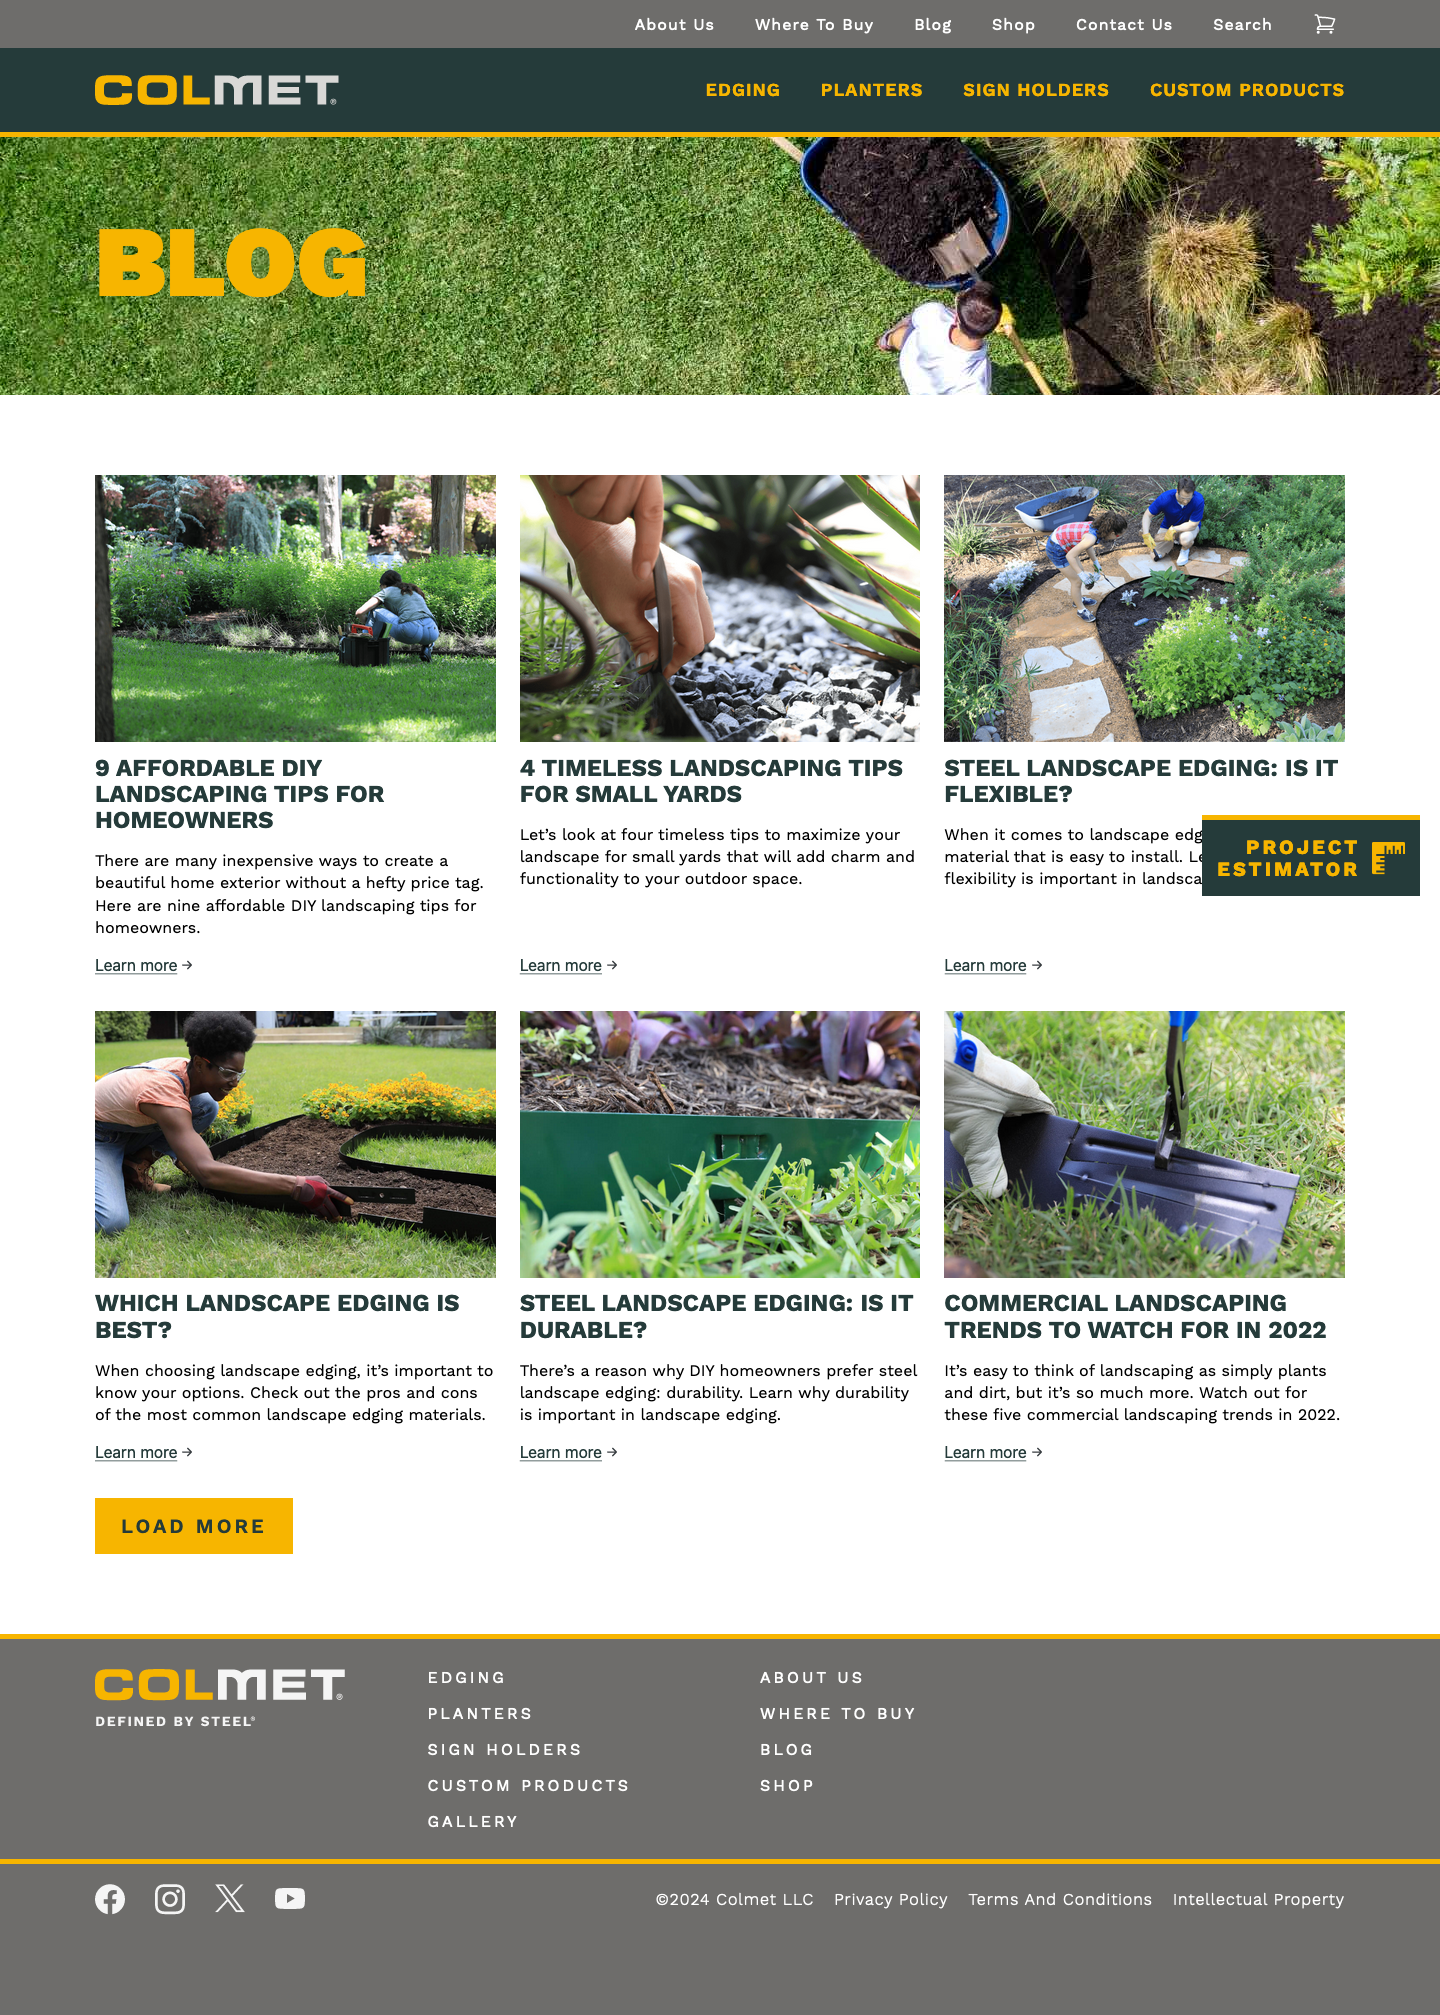 About Us Where To Buy Blog Shop Contact Us Search
COLMET®
EDGING PLANTERS SIGN HOLDERS CUSTOM PRODUCTS
BLOG
9 AFFORDABLE DIY
LANDSCAPING TIPS FOR
HOMEOWNERS
There are many inexpensive ways to create a
beautiful home exterior without a hefty price tag.
Here are nine affordable DIY landscaping tips for
homeowners.
Learn more →
4 TIMELESS LANDSCAPING TIPS
FOR SMALL YARDS
Let’s look at four timeless tips to maximize your
landscape for small yards that will add charm and
functionality to your outdoor space.
Learn more →
STEEL LANDSCAPE EDGING: IS IT
FLEXIBLE?
When it comes to landscape
material that is easy to install.
flexibility is important in
Learn more →
PROJECT
ESTIMATOR
WHICH LANDSCAPE EDGING IS
BEST?
When choosing landscape edging, it’s important to
know your options. Check out the pros and cons
of the most common landscape edging materials.
Learn more →
STEEL LANDSCAPE EDGING: IS IT
DURABLE?
There’s a reason why DIY homeowners prefer steel
landscape edging: durability. Learn why durability
is important in landscape edging.
Learn more →
COMMERCIAL LANDSCAPING
TRENDS TO WATCH FOR IN 2022
It’s easy to think of landscaping as simply plants
and dirt, but it’s so much more. Watch out for
these five commercial landscaping trends in 2022.
Learn more →
LOAD MORE
COLMET®
DEFINED BY STEEL®
EDGING
PLANTERS
SIGN HOLDERS
CUSTOM PRODUCTS
GALLERY
ABOUT US
WHERE TO BUY
BLOG
SHOP
©2024 Colmet LLC Privacy Policy Terms And Conditions Intellectual Property